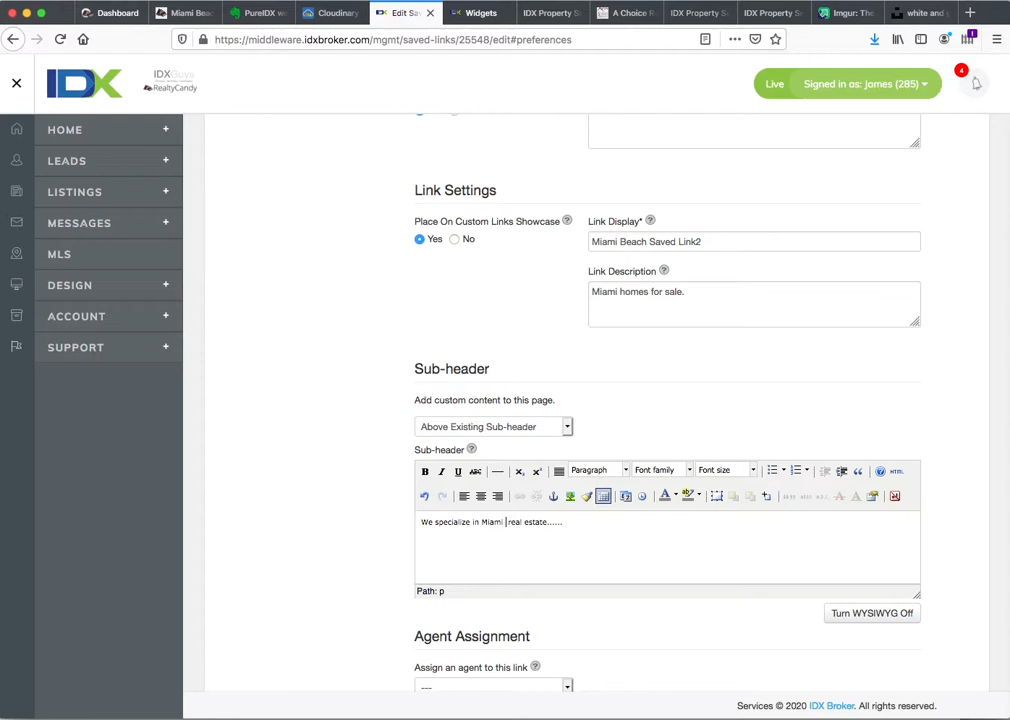 Dashboard
Miami Bea
PureIDX w
Cloudinary
Edit Sa
Widgets
IDX Property S
A Choice R
IDX Property S
IDX Property S
Imgur: The
white and g
https://middleware.idxbroker.com/mgmt/saved-links/25548/edit#preferences
IDX
IDXGuys
RealtyCandy
Live
Signed in as: James (285)
4
HOME +
LEADS +
LISTINGS +
MESSAGES +
MLS
DESIGN +
ACCOUNT +
SUPPORT +
Link Settings
Place On Custom Links Showcase ?
Yes No
Link Display* ?
Miami Beach Saved Link2
Link Description ?
Miami homes for sale.
Sub-header
Add custom content to this page.
Above Existing Sub-header
Sub-header ?
B I U ABC Paragraph Font family Font size HTML
We specialize in Miami real estate......
Path: p
Turn WYSIWYG Off
Agent Assignment
Assign an agent to this link ?
---
Services © 2020 IDX Broker. All rights reserved.